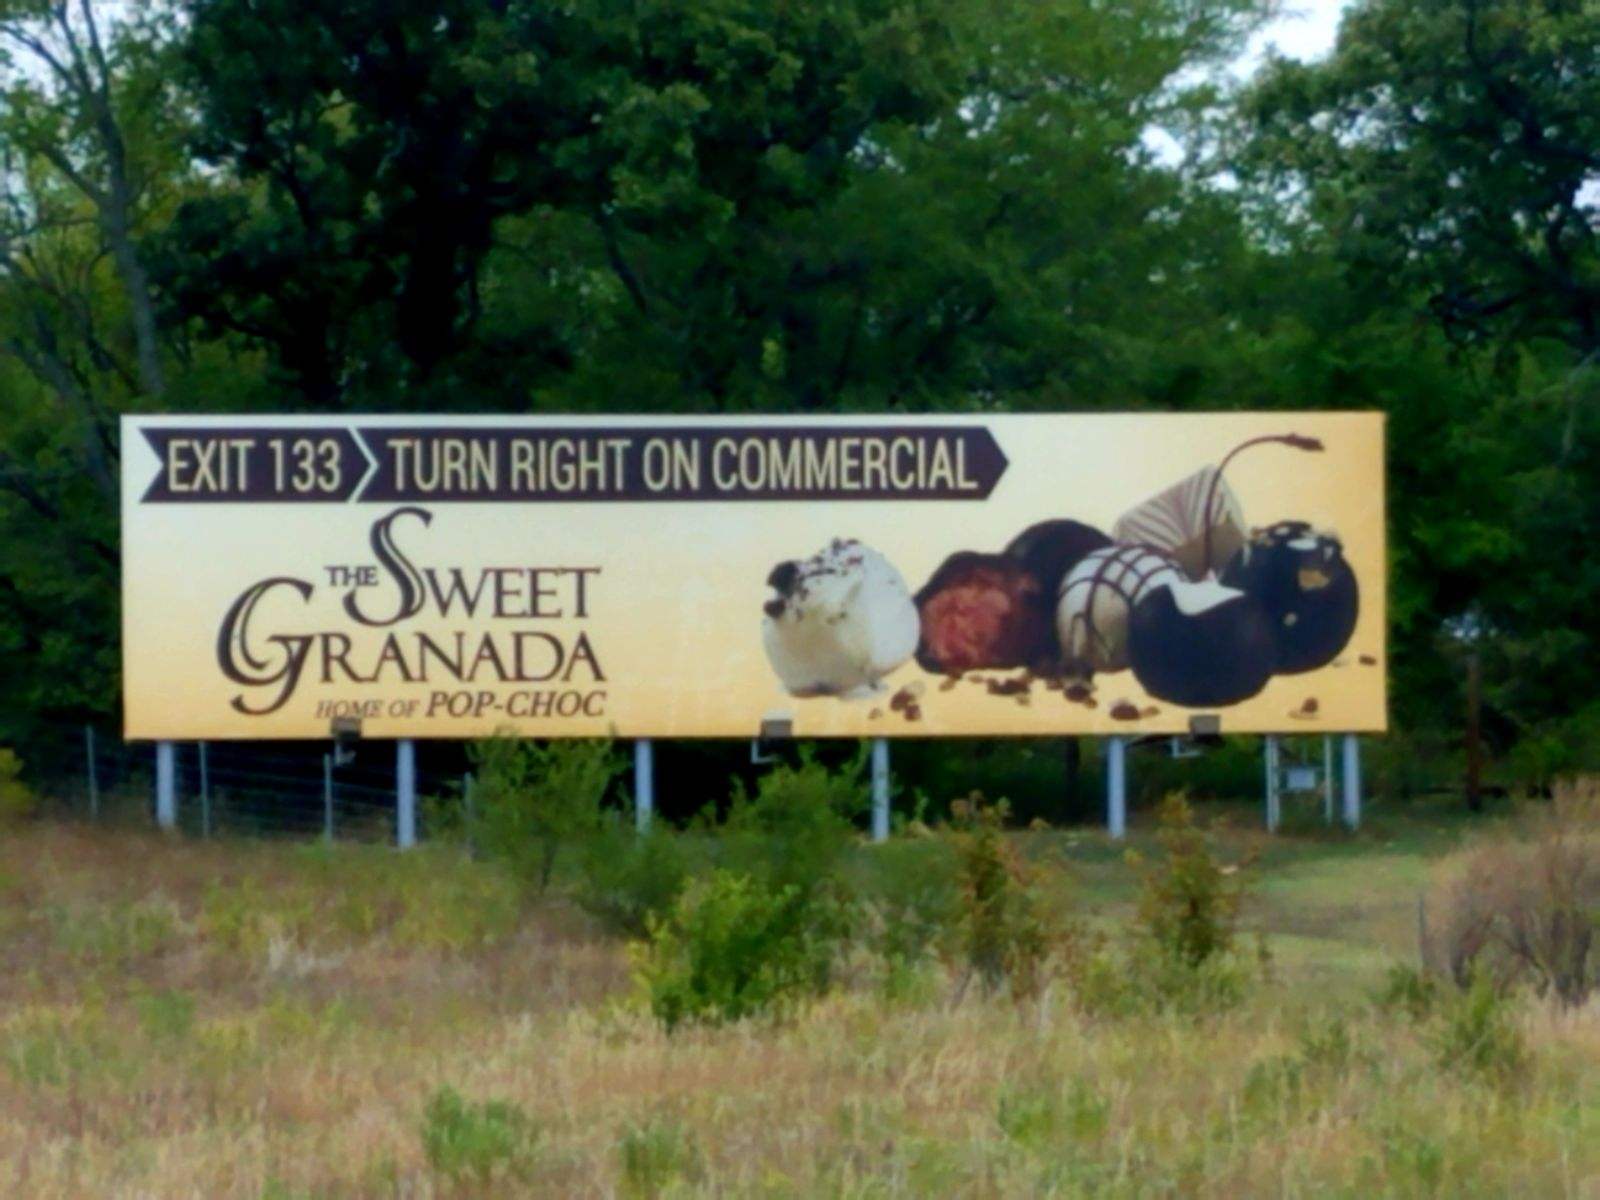 EXIT 133 TURN RIGHT ON COMMERCIAL
THE SWEET
GRANADA
HOME OF POP-CHOC